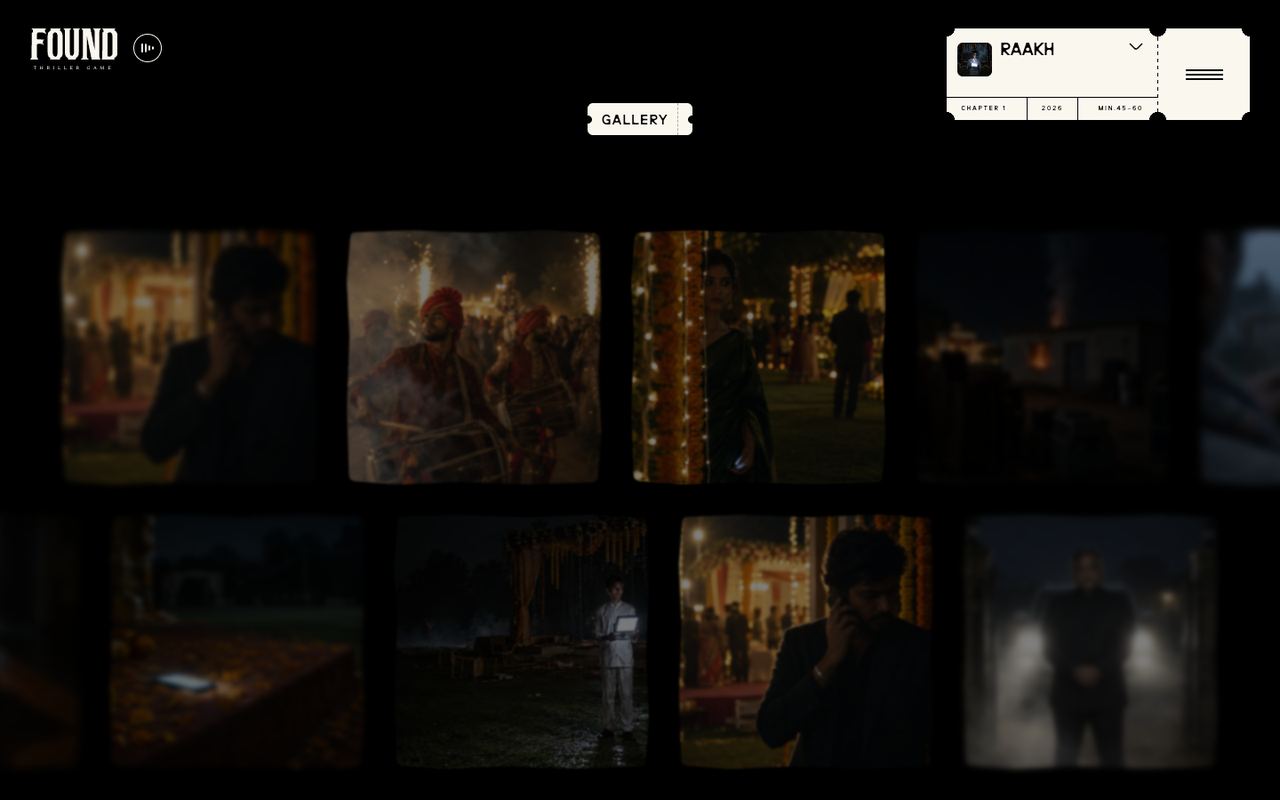 FOUND
THRILLER GAME
RAAKH
CHAPTER 1
2026
MIN.45-60
GALLERY